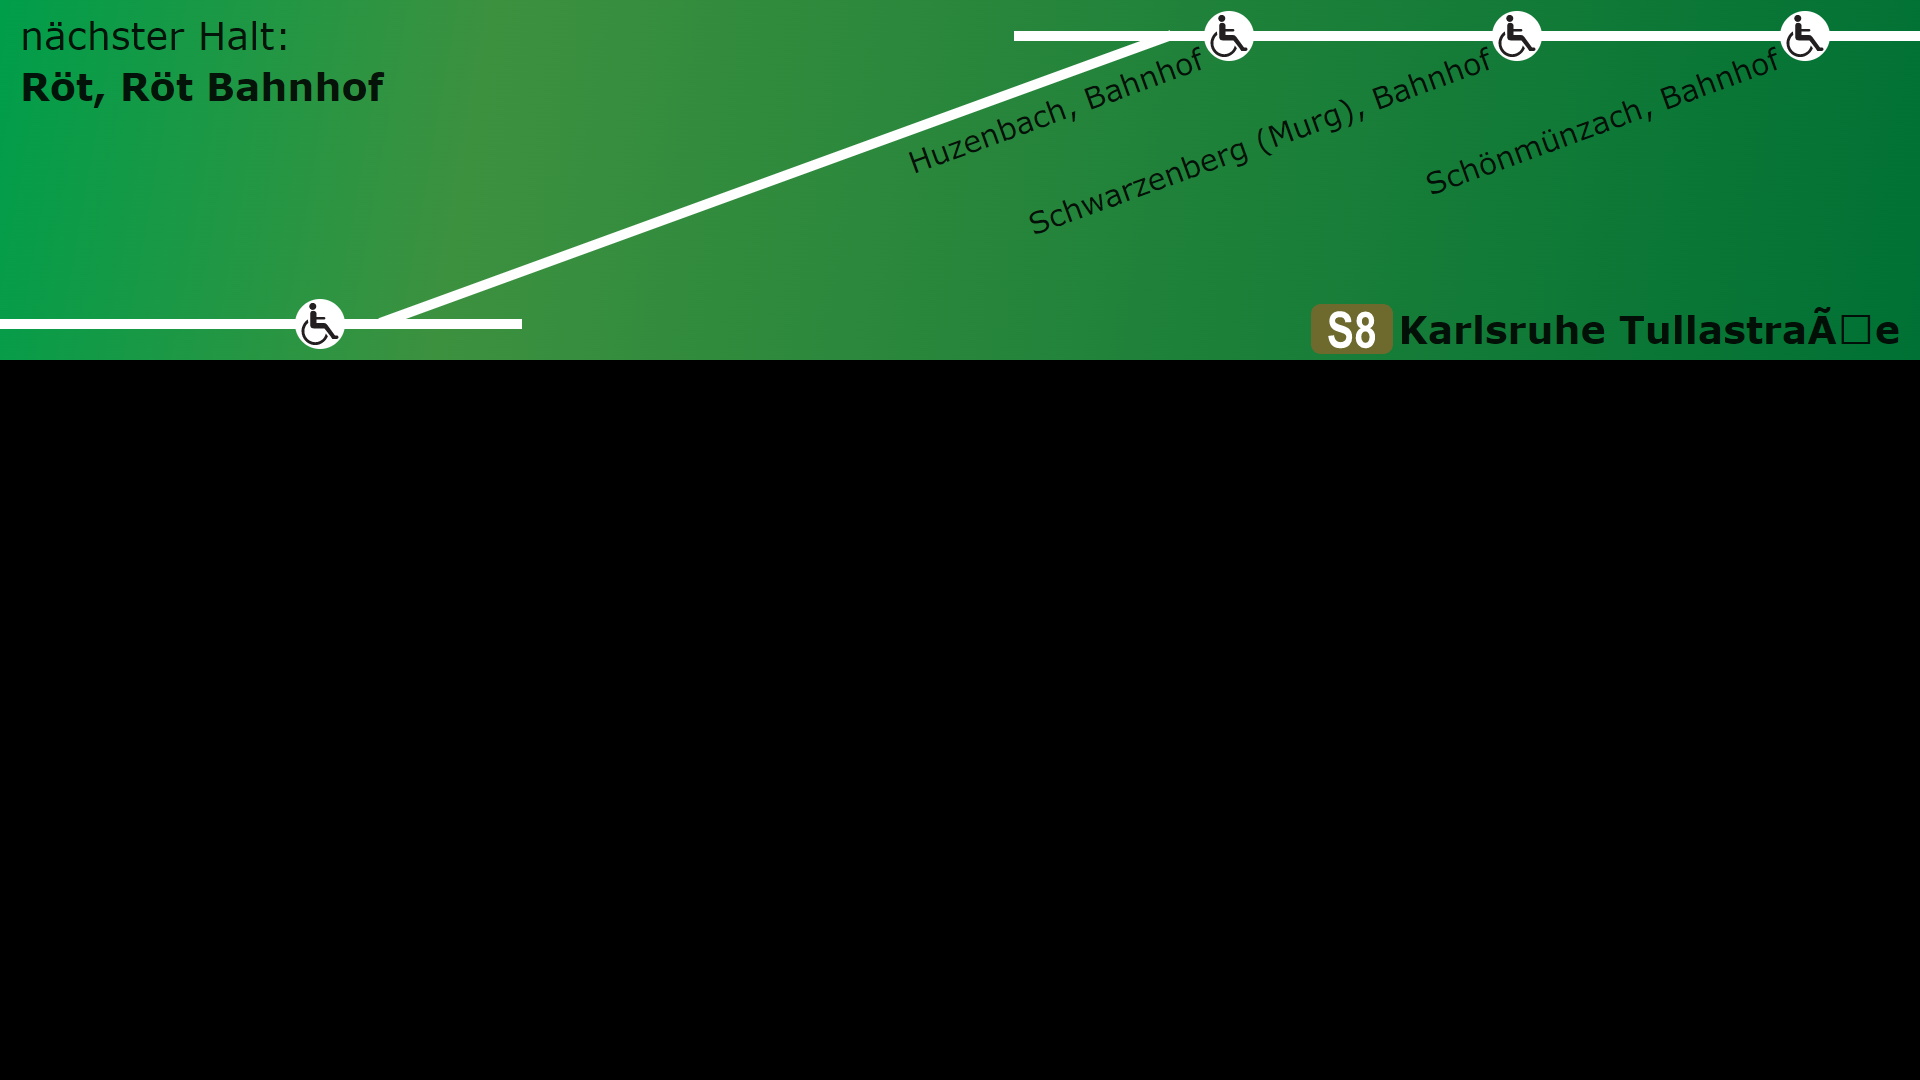 nächster Halt:
Röt, Röt Bahnhof
Huzenbach, Bahnhof
Schwarzenberg (Murg), Bahnhof
Schönmünzach, Bahnhof
S8 Karlsruhe TullastraÃ□e